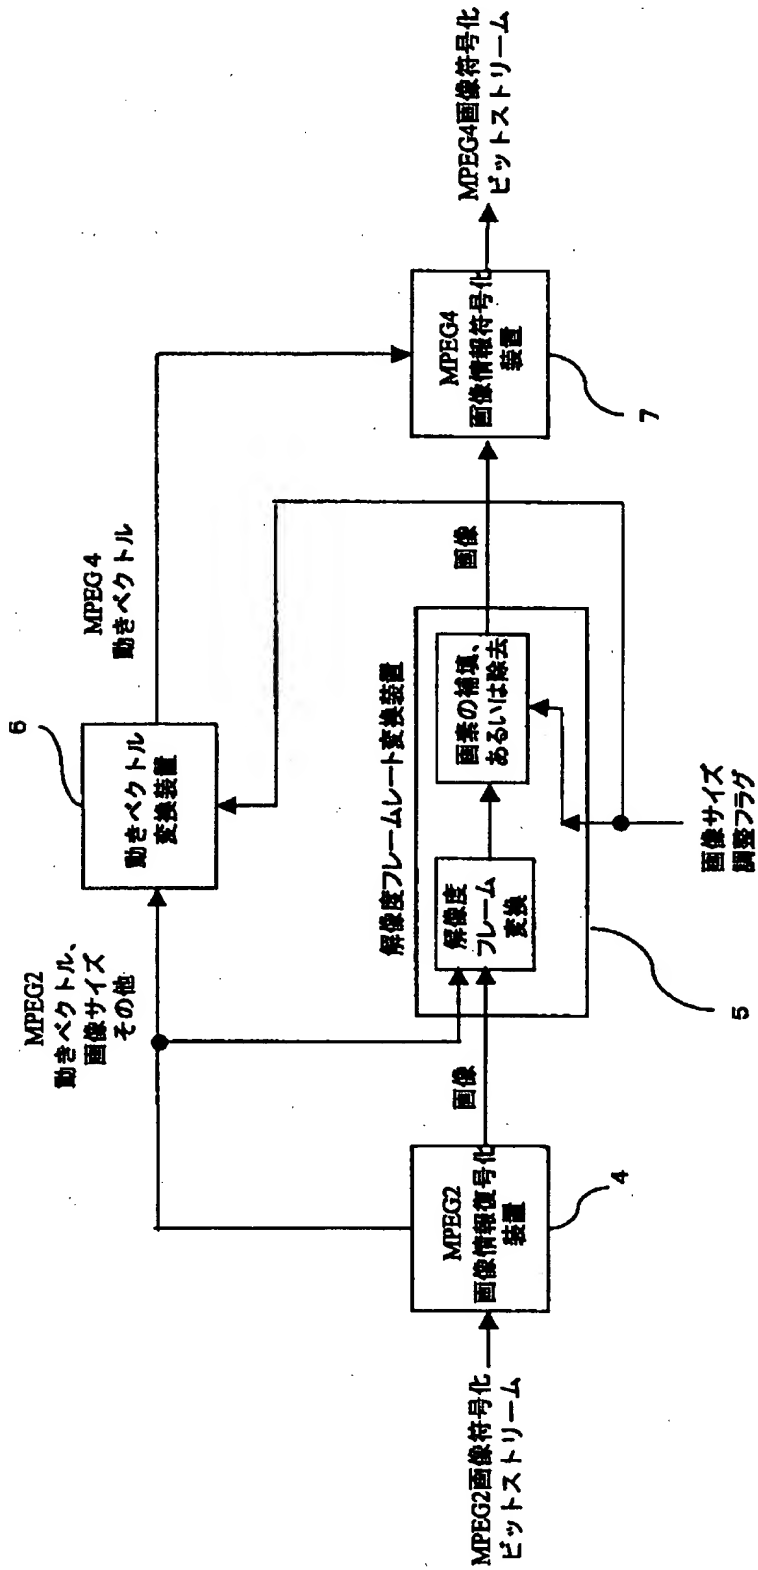 MPEG2画像符号化
ビットストリーム
MPEG2
画像情報復号化
装置
4
MPEG2
動きベクトル、
画像サイズ
その他
画像
6
動きベクトル
変換装置
MPEG4
動きベクトル
解像度フレームレート変換装置
解像度
フレーム
変換
画素の補填、
あるいは除去
5
画像サイズ
調整フラグ
画像
MPEG4
画像情報符号化
装置
7
MPEG4画像符号化
ビットストリーム